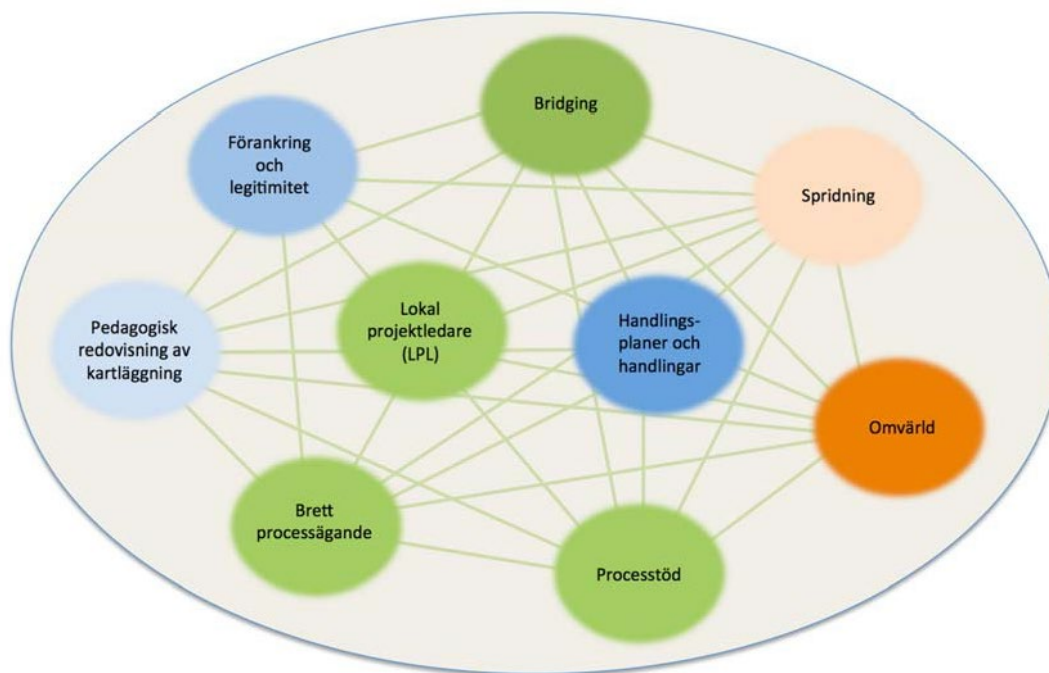 Bridging
Förankring
och
legitimitet
Spridning
Lokal
projektledare
(LPL)
Handlings-
planer och
handlingar
Pedagogisk
redovisning av
kartläggning
Omvärld
Brett
processägande
Processtöd